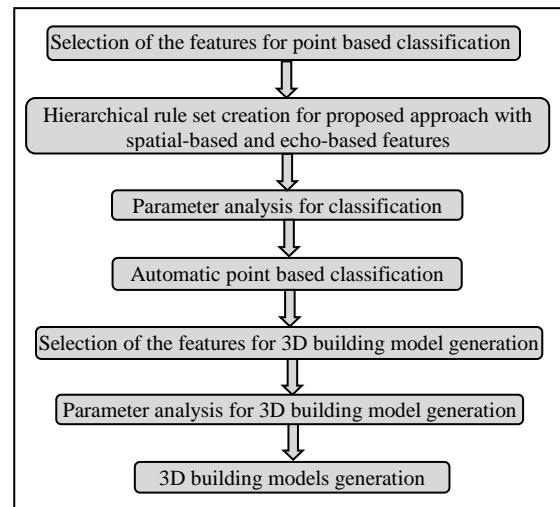 Selection of the features for point based classification
Hierarchical rule set creation for proposed approach with
spatial-based and echo-based features
Parameter analysis for classification
Automatic point based classification
Selection of the features for 3D building model generation
Parameter analysis for 3D building model generation
3D building models generation